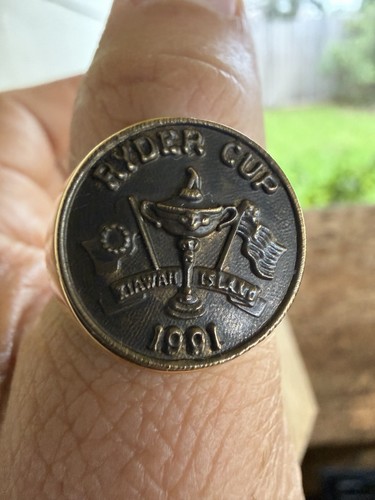 RYDER CUP
KIAWAH ISLAND
1991